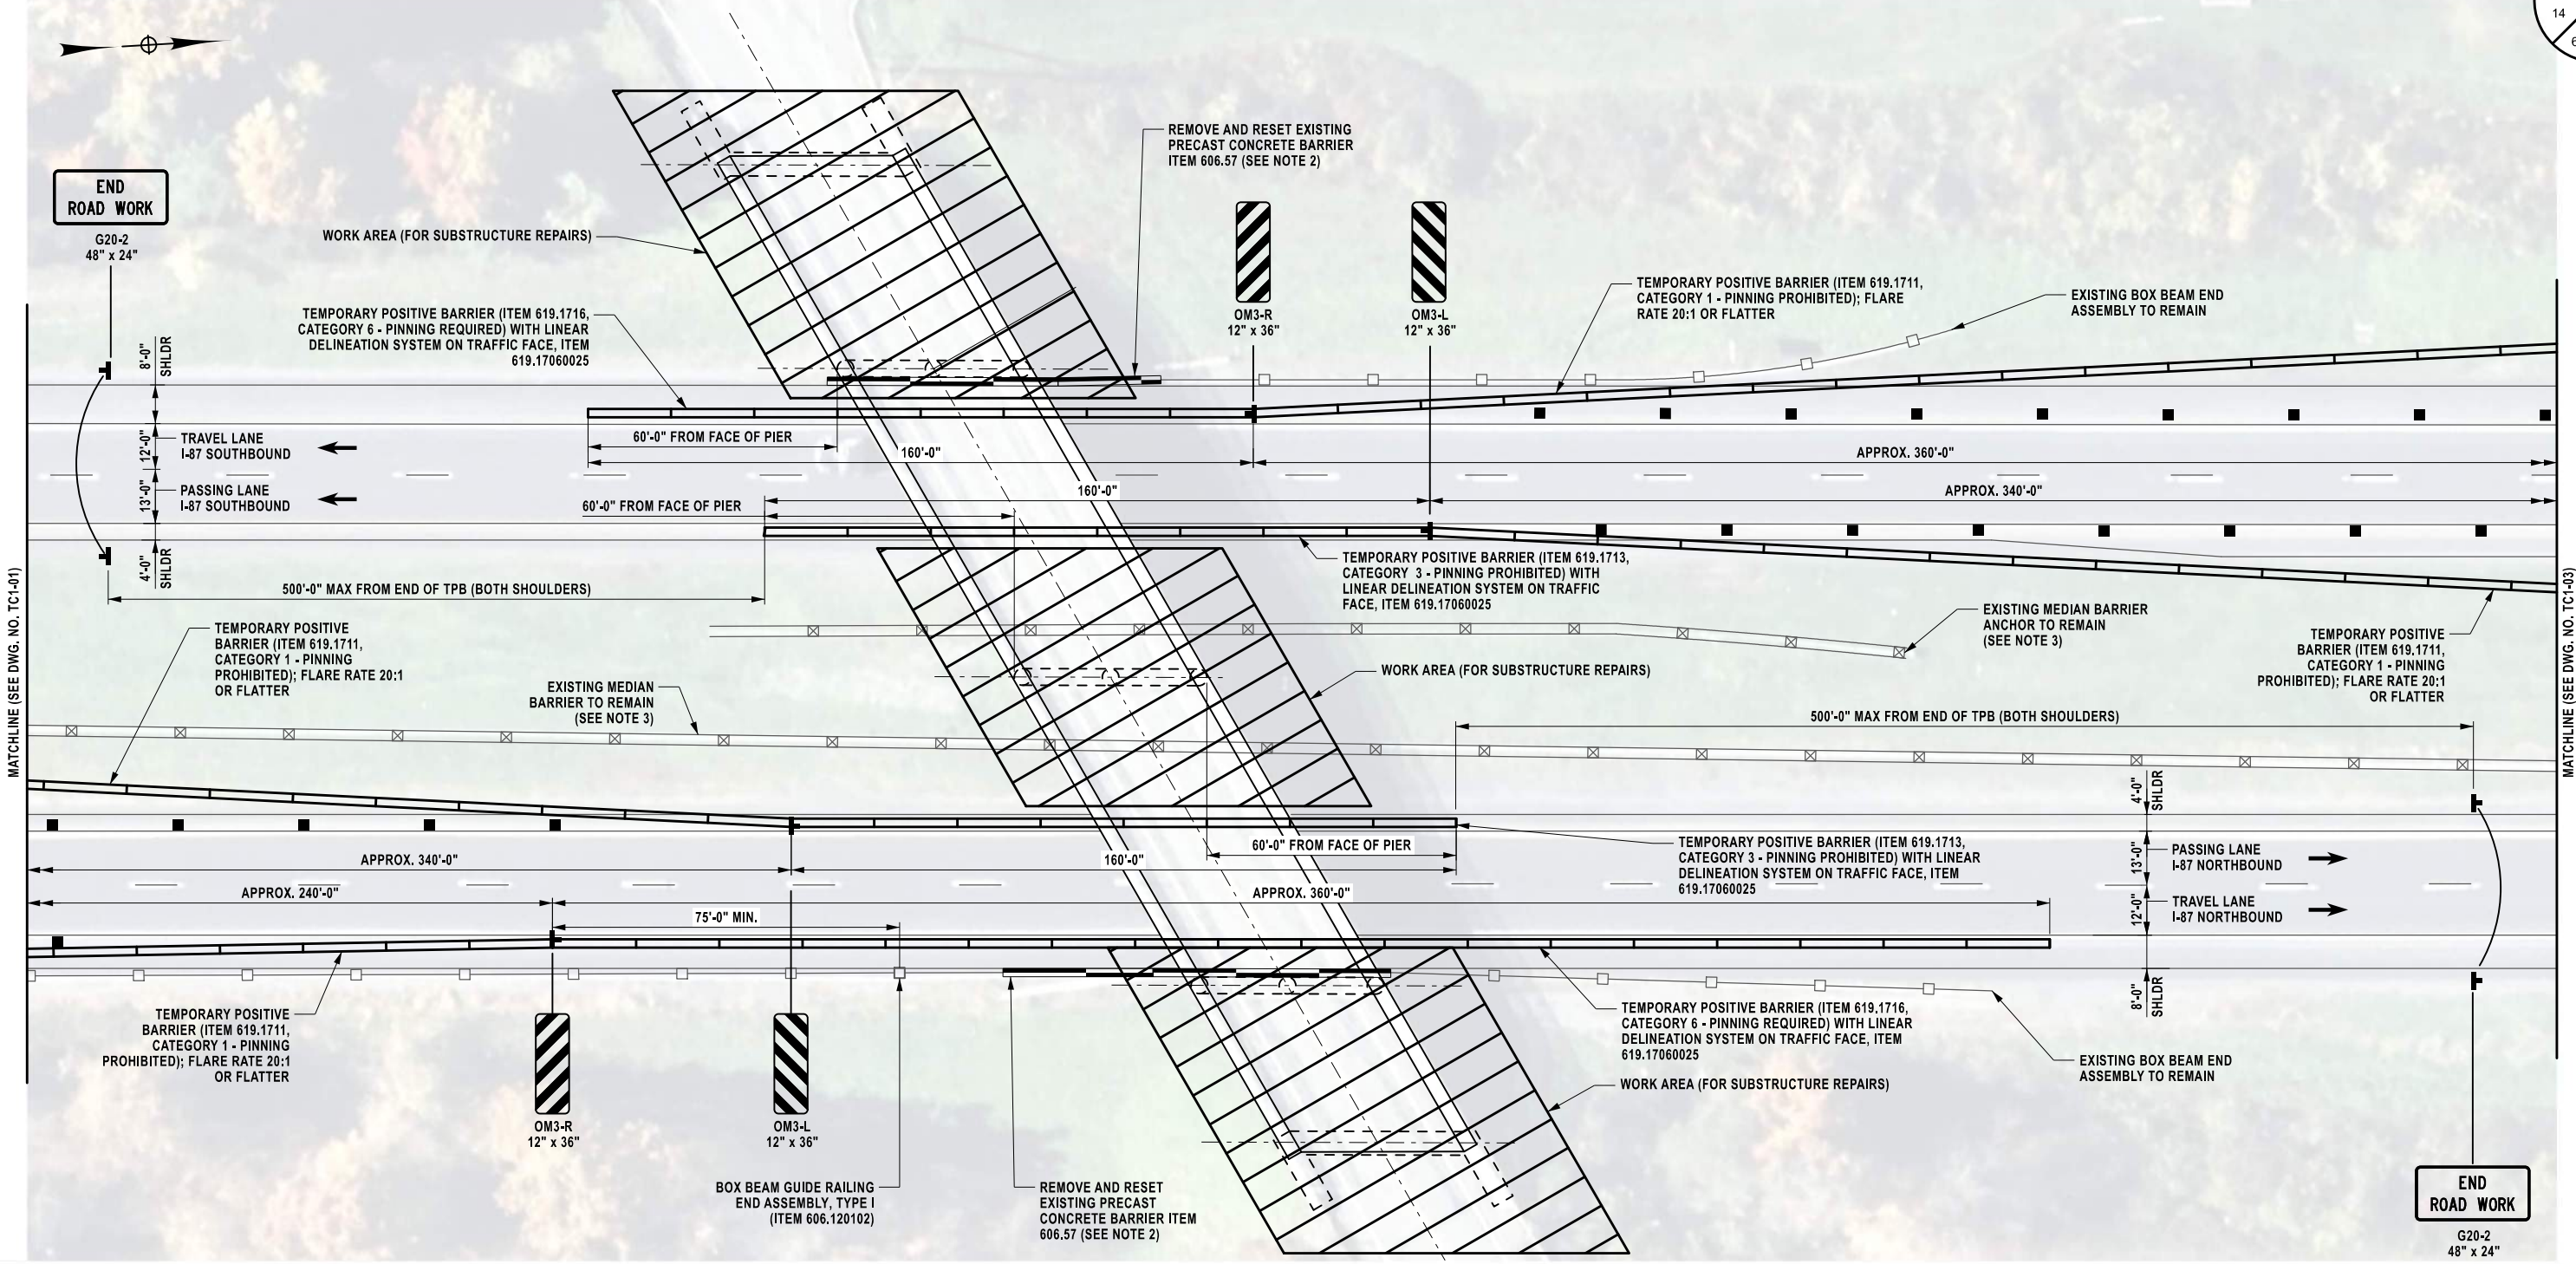 14
6
END
ROAD WORK
G20-2
48" x 24"
WORK AREA (FOR SUBSTRUCTURE REPAIRS)
REMOVE AND RESET EXISTING
PRECAST CONCRETE BARRIER
ITEM 606.57 (SEE NOTE 2)
OM3-R
12" x 36"
OM3-L
12" x 36"
TEMPORARY POSITIVE BARRIER (ITEM 619.1711,
CATEGORY 1 - PINNING PROHIBITED); FLARE
RATE 20:1 OR FLATTER
EXISTING BOX BEAM END
ASSEMBLY TO REMAIN
TEMPORARY POSITIVE BARRIER (ITEM 619.1716,
CATEGORY 6 - PINNING REQUIRED) WITH LINEAR
DELINEATION SYSTEM ON TRAFFIC FACE, ITEM
619.17060025
8'-0"
SHLDR
12'-0"
TRAVEL LANE
I-87 SOUTHBOUND
60'-0" FROM FACE OF PIER
160'-0"
APPROX. 360'-0"
13'-0"
PASSING LANE
I-87 SOUTHBOUND
60'-0" FROM FACE OF PIER
160'-0"
APPROX. 340'-0"
4'-0"
SHLDR
500'-0" MAX FROM END OF TPB (BOTH SHOULDERS)
TEMPORARY POSITIVE BARRIER (ITEM 619.1713,
CATEGORY 3 - PINNING PROHIBITED) WITH
LINEAR DELINEATION SYSTEM ON TRAFFIC
FACE, ITEM 619.17060025
EXISTING MEDIAN BARRIER
ANCHOR TO REMAIN
(SEE NOTE 3)
TEMPORARY POSITIVE
BARRIER (ITEM 619.1711,
CATEGORY 1 - PINNING
PROHIBITED); FLARE RATE 20:1
OR FLATTER
MATCHLINE (SEE DWG. NO. TC1-01)
MATCHLINE (SEE DWG. NO. TC1-03)
TEMPORARY POSITIVE
BARRIER (ITEM 619.1711,
CATEGORY 1 - PINNING
PROHIBITED); FLARE RATE 20:1
OR FLATTER
EXISTING MEDIAN
BARRIER TO REMAIN
(SEE NOTE 3)
WORK AREA (FOR SUBSTRUCTURE REPAIRS)
500'-0" MAX FROM END OF TPB (BOTH SHOULDERS)
4'-0"
SHLDR
60'-0" FROM FACE OF PIER
TEMPORARY POSITIVE BARRIER (ITEM 619.1713,
CATEGORY 3 - PINNING PROHIBITED) WITH LINEAR
DELINEATION SYSTEM ON TRAFFIC FACE, ITEM
619.17060025
APPROX. 340'-0"
160'-0"
13'-0"
PASSING LANE
I-87 NORTHBOUND
APPROX. 240'-0"
APPROX. 360'-0"
12'-0"
TRAVEL LANE
I-87 NORTHBOUND
75'-0" MIN.
8'-0"
SHLDR
TEMPORARY POSITIVE
BARRIER (ITEM 619.1711,
CATEGORY 1 - PINNING
PROHIBITED); FLARE RATE 20:1
OR FLATTER
OM3-R
12" x 36"
OM3-L
12" x 36"
TEMPORARY POSITIVE BARRIER (ITEM 619.1716,
CATEGORY 6 - PINNING REQUIRED) WITH LINEAR
DELINEATION SYSTEM ON TRAFFIC FACE, ITEM
619.17060025
EXISTING BOX BEAM END
ASSEMBLY TO REMAIN
WORK AREA (FOR SUBSTRUCTURE REPAIRS)
BOX BEAM GUIDE RAILING
END ASSEMBLY, TYPE I
(ITEM 606.120102)
REMOVE AND RESET
EXISTING PRECAST
CONCRETE BARRIER ITEM
606.57 (SEE NOTE 2)
END
ROAD WORK
G20-2
48" x 24"